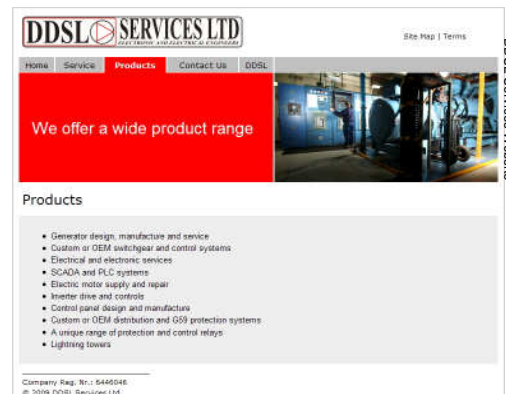 DDSL SERVICES LTD
ELECTRONIC AND ELECTRICAL ENGINEERS
Site Map | Terms
Home Service Products Contact Us DDSL
We offer a wide product range
Products
Generator design, manufacture and service
Custom or OEM switchgear and control systems
Electrical and electronic services
SCADA and PLC systems
Electric motor supply and repair
Inverter drive and controls
Control panel design and manufacture
Custom or OEM distribution and G59 protection systems
A unique range of protection and control relays
Lightning towers
Company Reg. Nr.: 6446046
© 2009 DDSL Services Ltd